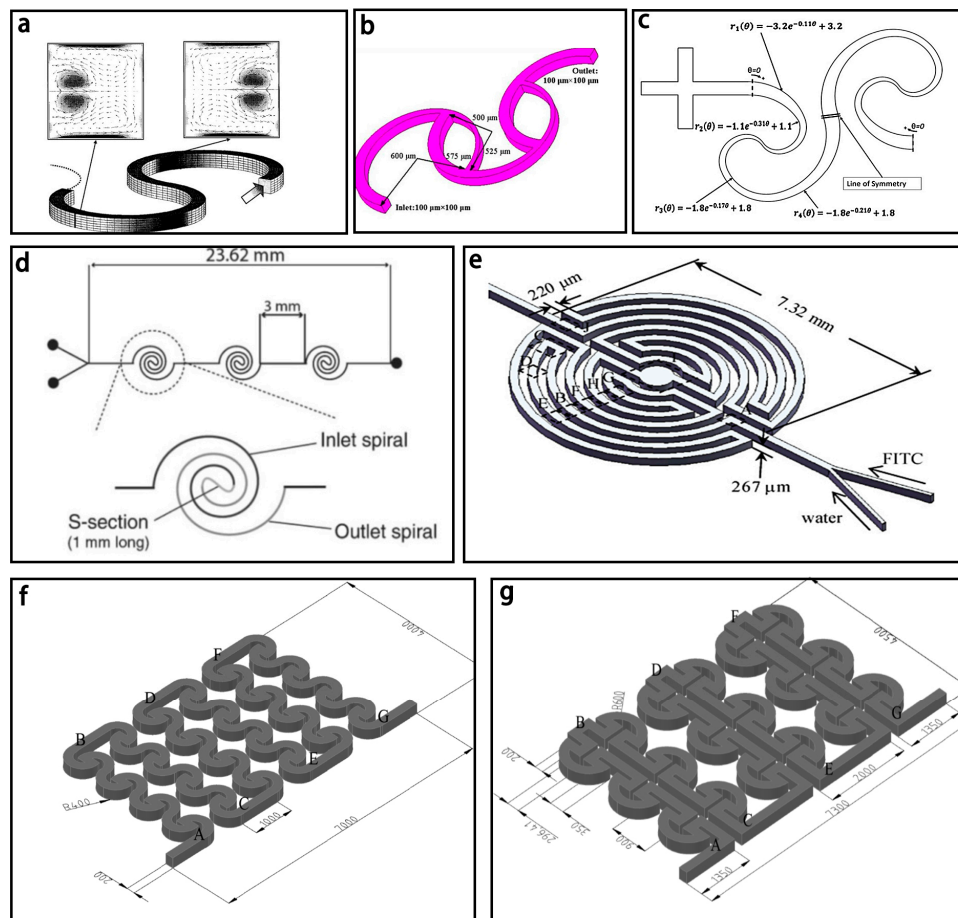 a
b
Outlet:
100 μm×100 μm
500 μm
600 μm
575 μm
525 μm
Inlet:100 μm×100 μm
c
r₁(θ) = −3.2e^{-0.11θ} + 3.2
θ=0
r₂(θ) = −1.1e^{-0.31θ} + 1.1
θ=0
Line of Symmetry
r₃(θ) = −1.8e^{-0.17θ} + 1.8
r₄(θ) = −1.8e^{-0.21θ} + 1.8
d
23.62 mm
3 mm
Inlet spiral
S-section
(1 mm long)
Outlet spiral
e
220 μm
7.32 mm
C
D
I
E B F H G
A
FITC
267 μm
water
f
4000
F
D
B
G
E
R400
C
1000
7000
A
200
g
4500
F
D
R600
B
G
200
1350
E
2000
7300
296.41
350
C
900
A
1350